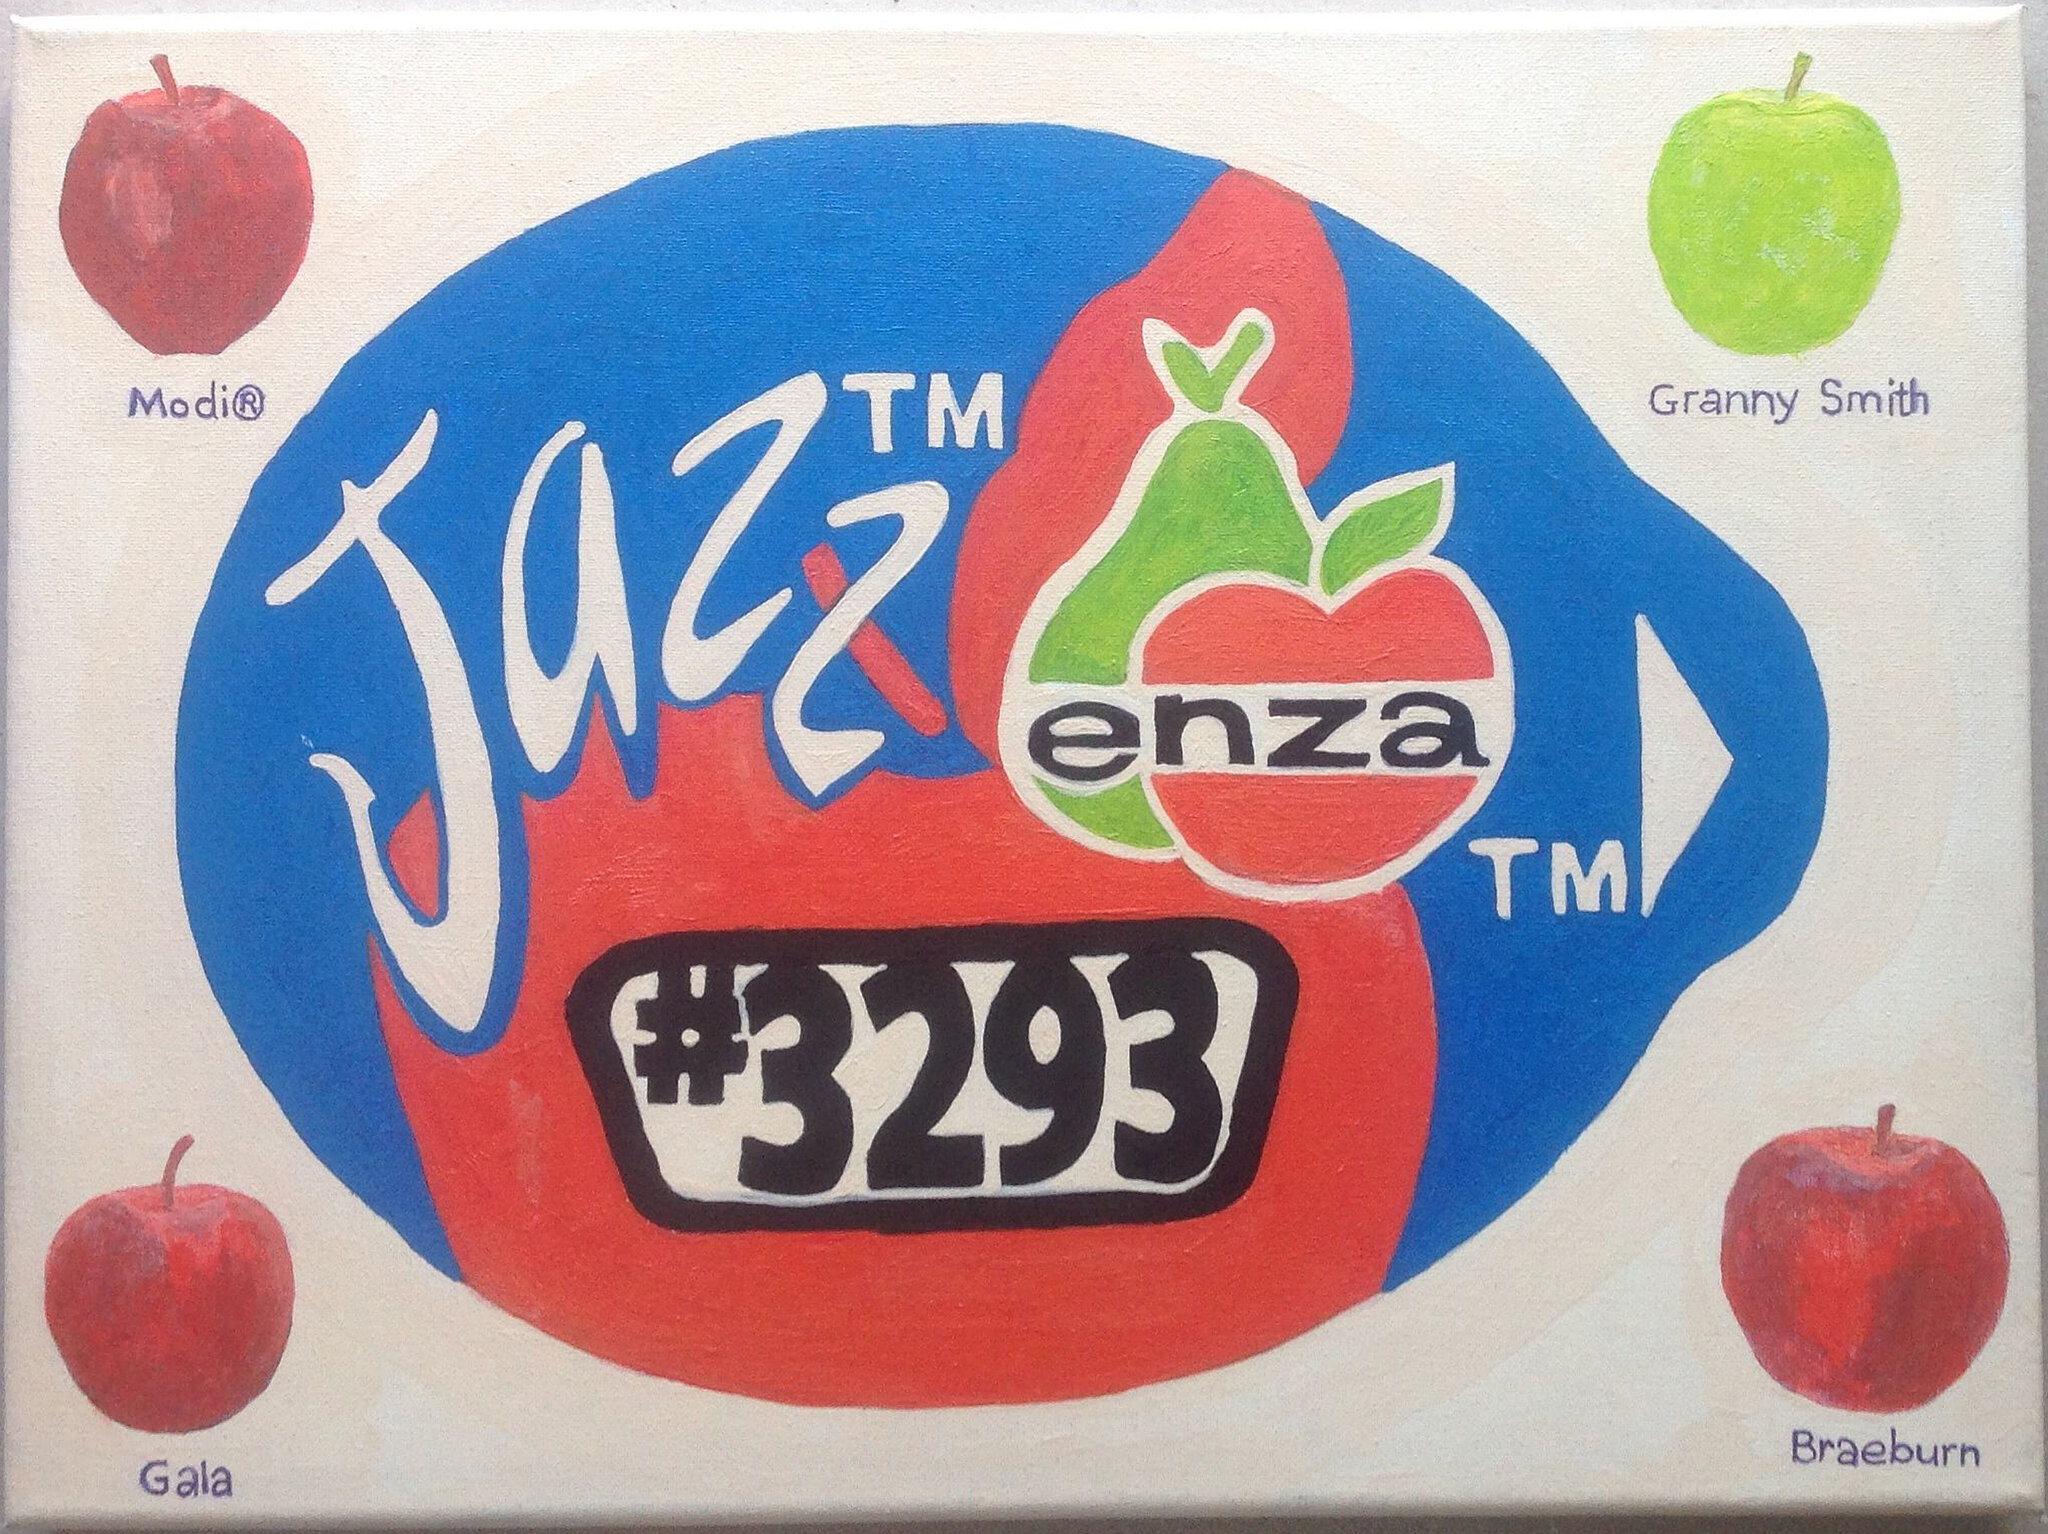 Modi®
Granny Smith
Jazz™
enza
TM
#3293
Gala
Braeburn